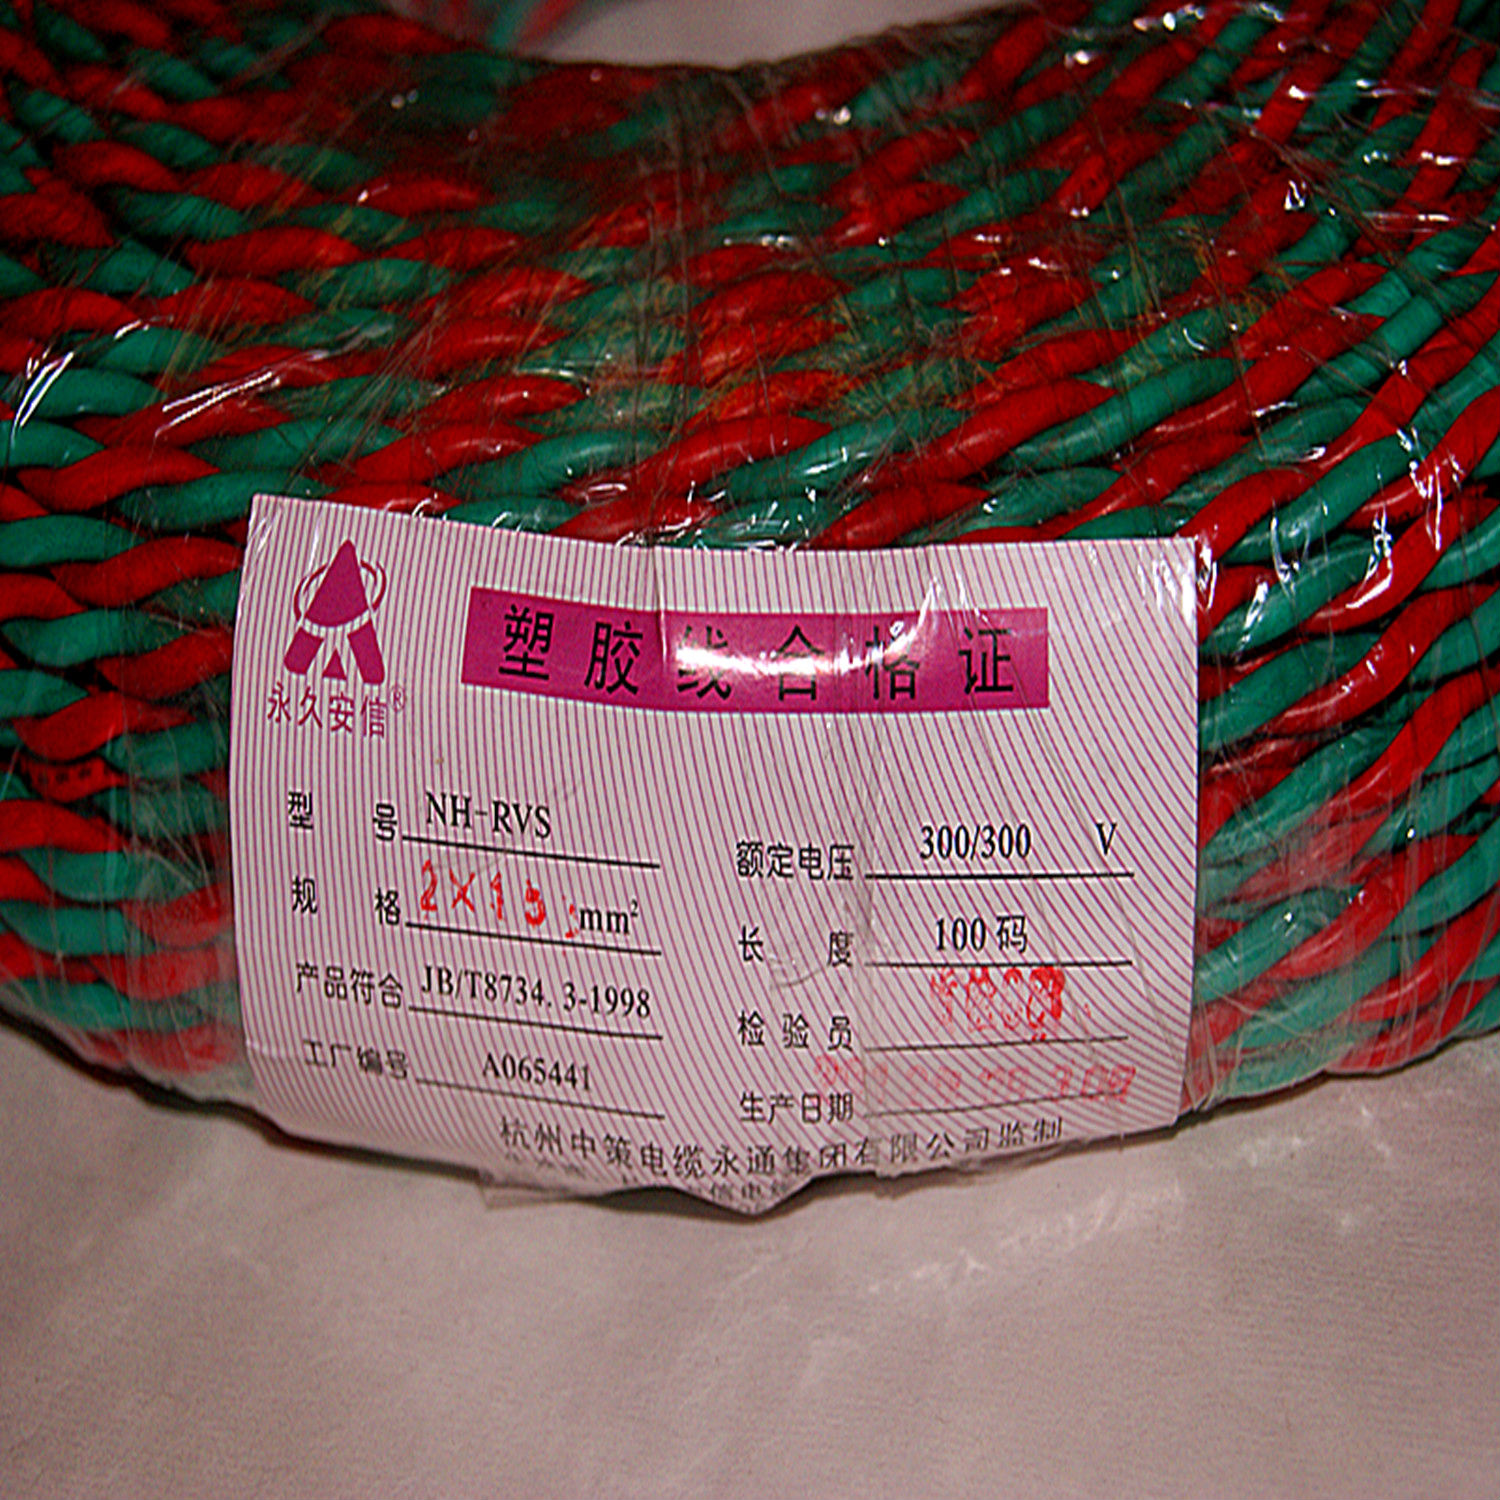 塑胶线合格证
永久安信®
型号 NH-RVS
额定电压 300/300 V
规格 2×1.5 mm²
长度 100码
产品符合 JB/T8734.3-1998
检验员
工厂编号 A065441
生产日期
杭州中策电缆永通集团有限公司监制